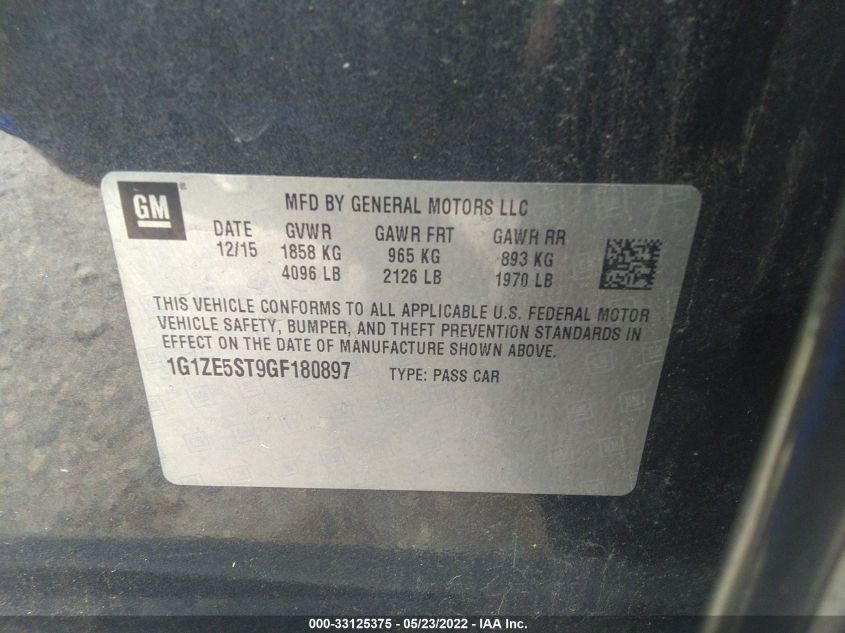 GM ®
MFD BY GENERAL MOTORS LLC
DATE GVWR GAWR FRT GAWR RR
12/15 1858 KG 965 KG 893 KG
4096 LB 2126 LB 1970 LB
THIS VEHICLE CONFORMS TO ALL APPLICABLE U.S. FEDERAL MOTOR
VEHICLE SAFETY, BUMPER, AND THEFT PREVENTION STANDARDS IN
EFFECT ON THE DATE OF MANUFACTURE SHOWN ABOVE.
1G1ZE5ST9GF180897 TYPE: PASS CAR
000-33125375 - 05/23/2022 - IAA, Inc.